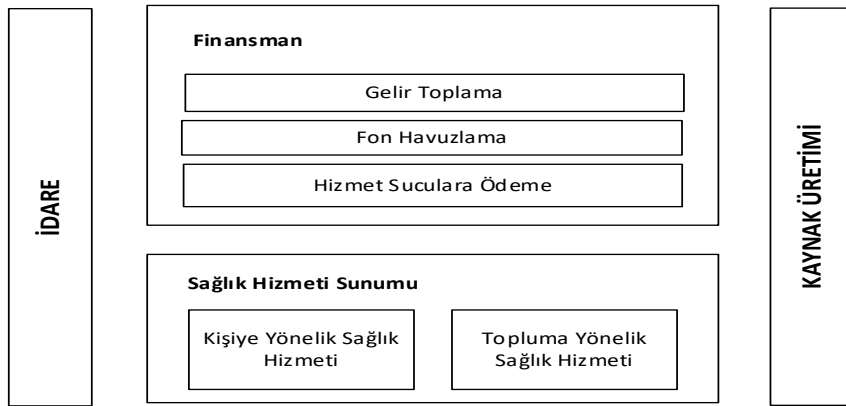 İDARE
Finansman
Gelir Toplama
Fon Havuzlama
Hizmet Suculara Ödeme
Sağlık Hizmeti Sunumu
Kişiye Yönelik Sağlık
Hizmeti
Topluma Yönelik
Sağlık Hizmeti
KAYNAK ÜRETİMİ